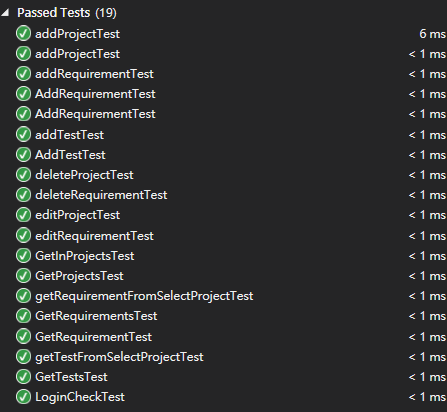 Passed Tests (19)
addProjectTest 6 ms
addProjectTest < 1 ms
addRequirementTest < 1 ms
AddRequirementTest < 1 ms
AddRequirementTest < 1 ms
addTestTest < 1 ms
AddTestTest < 1 ms
deleteProjectTest < 1 ms
deleteRequirementTest < 1 ms
editProjectTest < 1 ms
editRequirementTest < 1 ms
GetInProjectsTest < 1 ms
GetProjectsTest < 1 ms
getRequirementFromSelectProjectTest < 1 ms
GetRequirementsTest < 1 ms
GetRequirementTest < 1 ms
getTestFromSelectProjectTest < 1 ms
GetTestsTest < 1 ms
LoginCheckTest < 1 ms